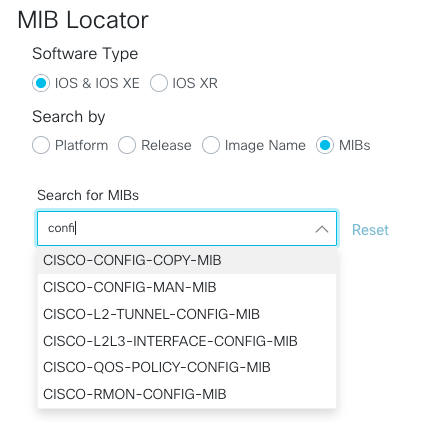 MIB Locator
Software Type
IOS & IOS XE IOS XR
Search by
Platform Release Image Name MIBs
Search for MIBs
confi Reset
CISCO-CONFIG-COPY-MIB
CISCO-CONFIG-MAN-MIB
CISCO-L2-TUNNEL-CONFIG-MIB
CISCO-L2L3-INTERFACE-CONFIG-MIB
CISCO-QOS-POLICY-CONFIG-MIB
CISCO-RMON-CONFIG-MIB